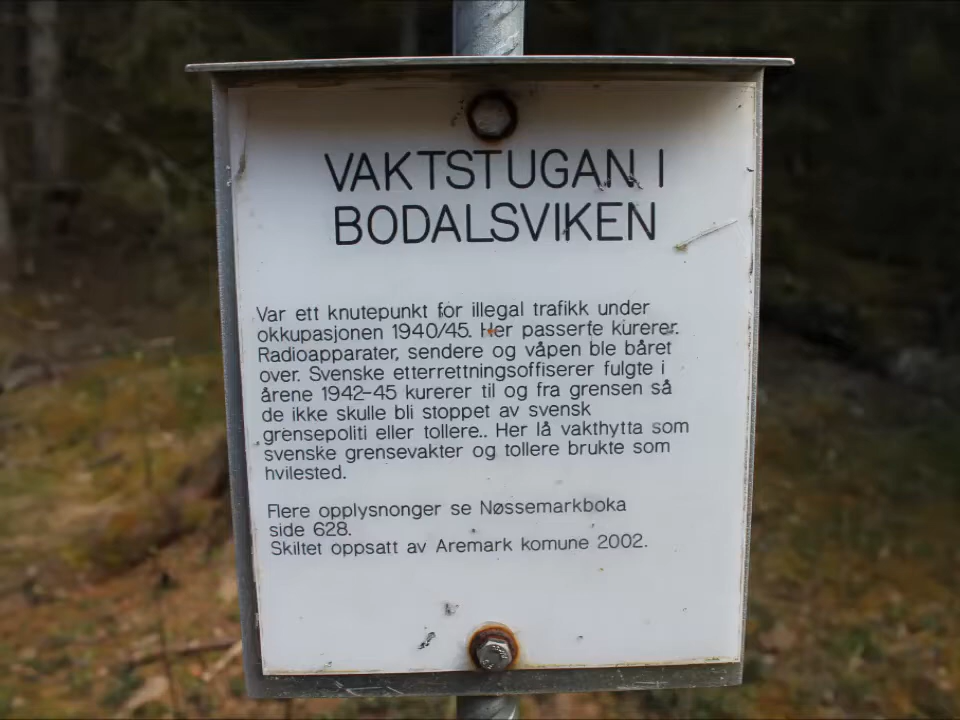 VAKTSTUGAN I
BODALSVIKEN
Var ett knutepunkt for illegal trafikk under
okkupasjonen 1940/45. Her passerte kurerer.
Radioapparater, sendere og våpen ble båret
over. Svenske etterrettningsoffiserer fulgte i
årene 1942-45 kurerer til og fra grensen så
de ikke skulle bli stoppet av svensk
grensepoliti eller tollere.. Her lå vakthytta som
svenske grensevakter og tollere brukte som
hvilested.
Flere opplysnonger se Nøssemarkboka
side 628.
Skiltet oppsatt av Aremark komune 2002.